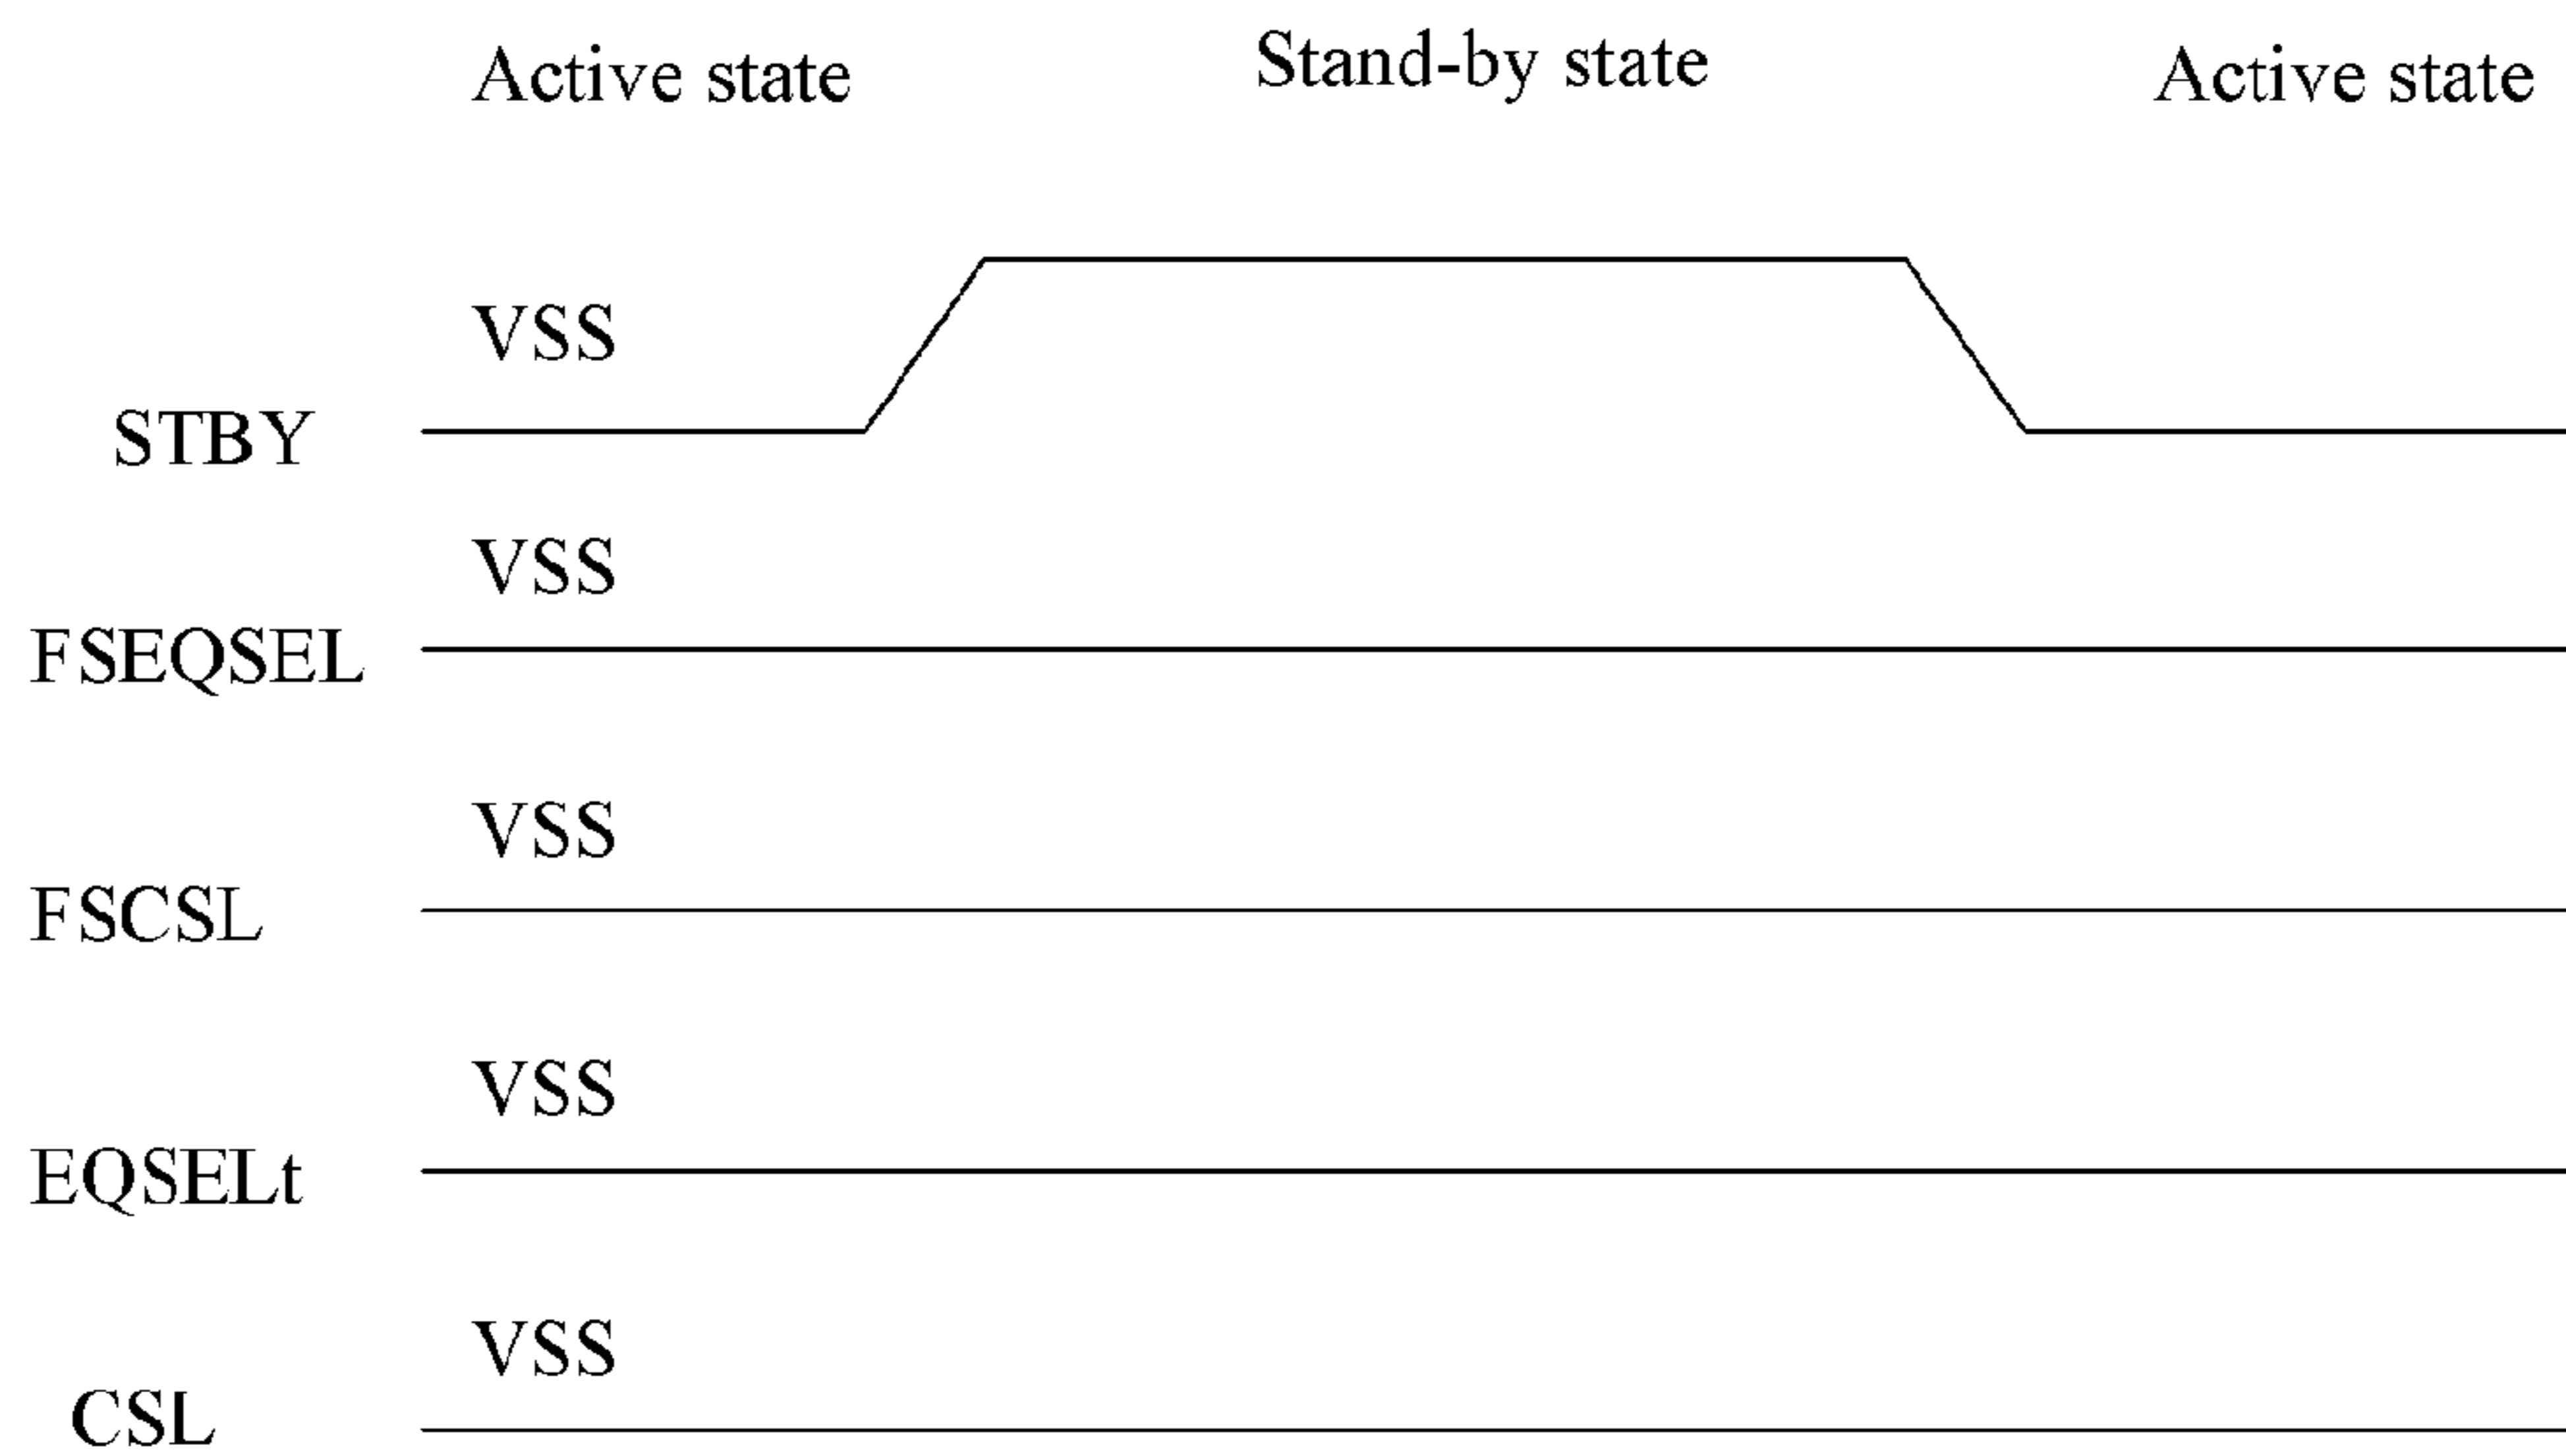 Active state Stand-by state Active state
VSS
STBY
VSS
FSEQSEL
VSS
FSCSL
VSS
EQSELt
VSS
CSL